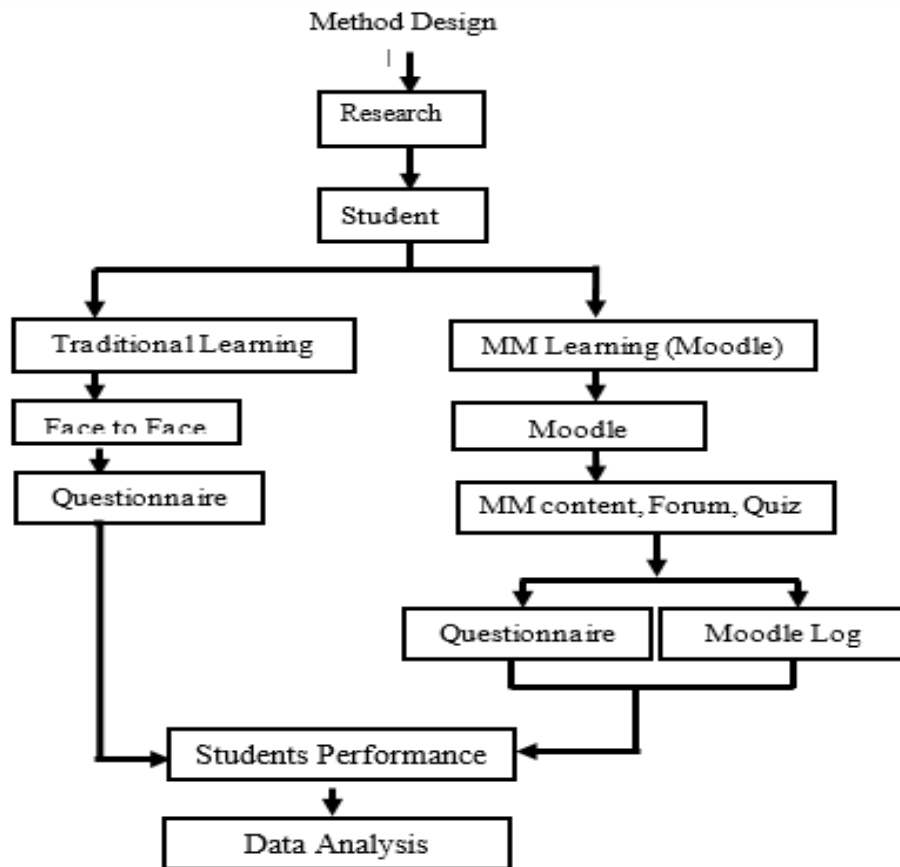 Method Design
Research
Student
Traditional Learning
MM Learning (Moodle)
Face to Face
Moodle
Questionnaire
MM content, Forum, Quiz
Questionnaire
Moodle Log
Students Performance
Data Analysis